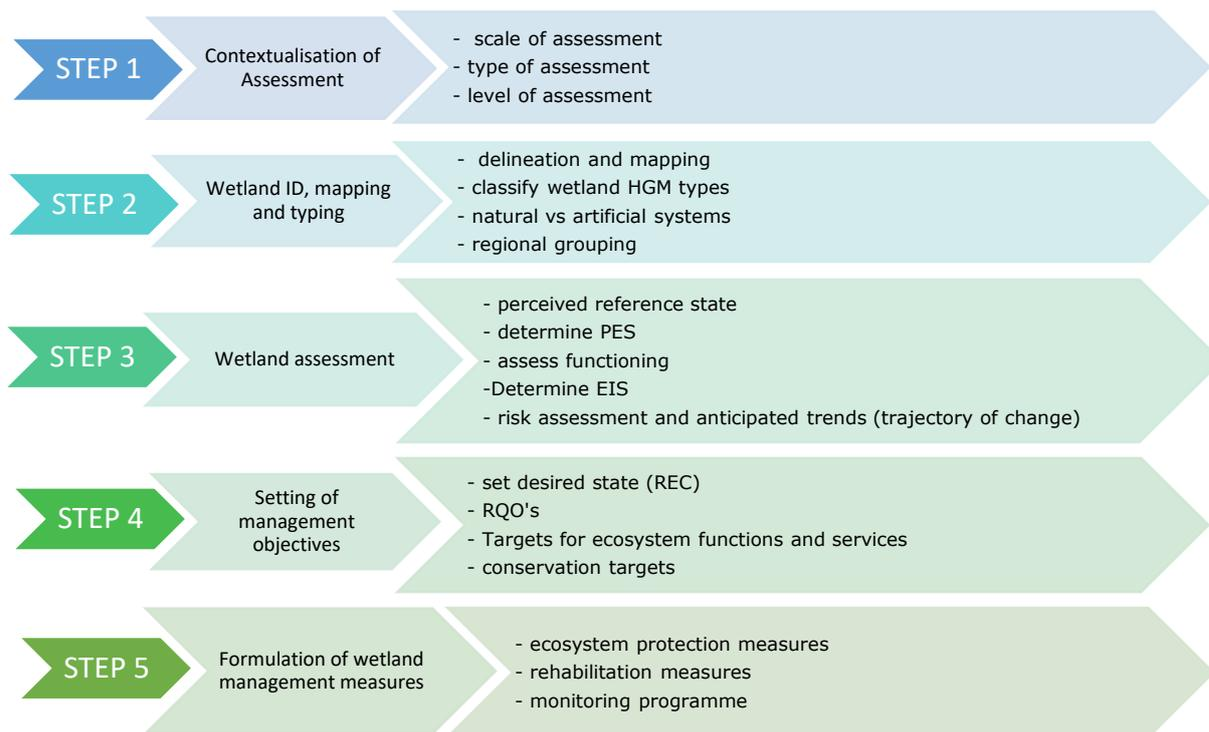 STEP 1
Contextualisation of
Assessment
- scale of assessment
- type of assessment
- level of assessment
STEP 2
Wetland ID, mapping
and typing
- delineation and mapping
- classify wetland HGM types
- natural vs artificial systems
- regional grouping
STEP 3
Wetland assessment
- perceived reference state
- determine PES
- assess functioning
-Determine EIS
- risk assessment and anticipated trends (trajectory of change)
STEP 4
Setting of
management
objectives
- set desired state (REC)
- RQO's
- Targets for ecosystem functions and services
- conservation targets
STEP 5
Formulation of wetland
management measures
- ecosystem protection measures
- rehabilitation measures
- monitoring programme